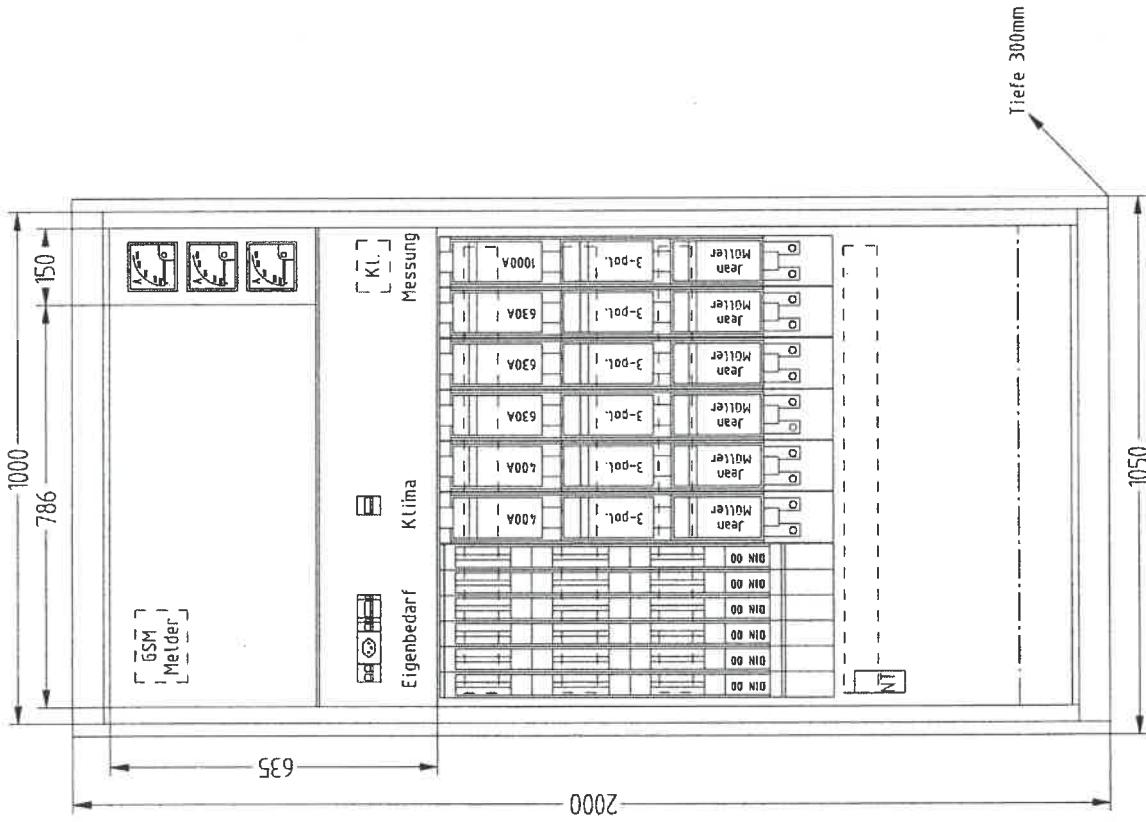 1000
786
150
GSM
Melder
Kl.
Eigenbedarf
Klima
Messung
635
2000
400A
400A
630A
630A
630A
1000A
3-pol.
3-pol.
3-pol.
3-pol.
3-pol.
3-pol.
Jean
Müller
Jean
Müller
Jean
Müller
Jean
Müller
Jean
Müller
Jean
Müller
DIN 00
DIN 00
DIN 00
DIN 00
DIN 00
DIN 00
NT
1050
Tiefe 300mm
A
A
A